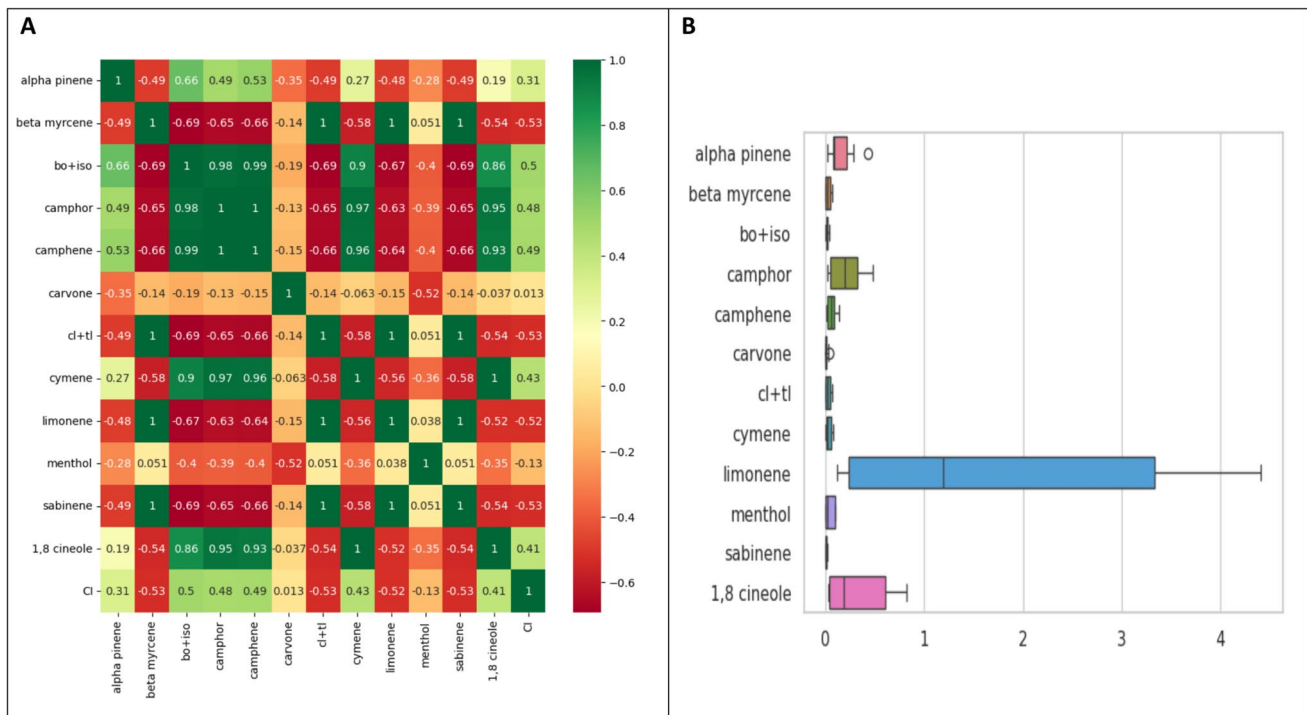 A
alpha pinene 1 -0.49 0.66 0.49 0.53 -0.35 -0.49 0.27 -0.48 -0.28 -0.49 0.19 0.31
beta myrcene -0.49 1 -0.69 -0.65 -0.66 -0.14 1 -0.58 1 0.051 1 -0.54 -0.53
bo+iso 0.66 -0.69 1 0.98 0.99 -0.19 -0.69 0.9 -0.67 -0.4 -0.69 0.86 0.5
camphor 0.49 -0.65 0.98 1 1 -0.13 -0.65 0.97 -0.63 -0.39 -0.65 0.95 0.48
camphene 0.53 -0.66 0.99 1 1 -0.15 -0.66 0.96 -0.64 -0.4 -0.66 0.93 0.49
carvone -0.35 -0.14 -0.19 -0.13 -0.15 1 -0.14 -0.063 -0.15 -0.52 -0.14 -0.037 0.013
cl+tl -0.49 1 -0.69 -0.65 -0.66 -0.14 1 -0.58 1 0.051 1 -0.54 -0.53
cymene 0.27 -0.58 0.9 0.97 0.96 -0.063 -0.58 1 -0.56 -0.36 -0.58 1 0.43
limonene -0.48 1 -0.67 -0.63 -0.64 -0.15 1 -0.56 1 0.038 1 -0.52 -0.52
menthol -0.28 0.051 -0.4 -0.39 -0.4 -0.52 0.051 -0.36 0.038 1 0.051 -0.35 -0.13
sabinene -0.49 1 -0.69 -0.65 -0.66 -0.14 1 -0.58 1 0.051 1 -0.54 -0.53
1,8 cineole 0.19 -0.54 0.86 0.95 0.93 -0.037 -0.54 1 -0.52 -0.35 -0.54 1 0.41
CI 0.31 -0.53 0.5 0.48 0.49 0.013 -0.53 0.43 -0.52 -0.13 -0.53 0.41 1
alpha pinene
beta myrcene
bo+iso
camphor
camphene
carvone
cl+tl
cymene
limonene
menthol
sabinene
1,8 cineole
CI
1.0
0.8
0.6
0.4
0.2
0.0
−0.2
−0.4
−0.6
B
alpha pinene
beta myrcene
bo+iso
camphor
camphene
carvone
cl+tl
cymene
limonene
menthol
sabinene
1,8 cineole
0 1 2 3 4